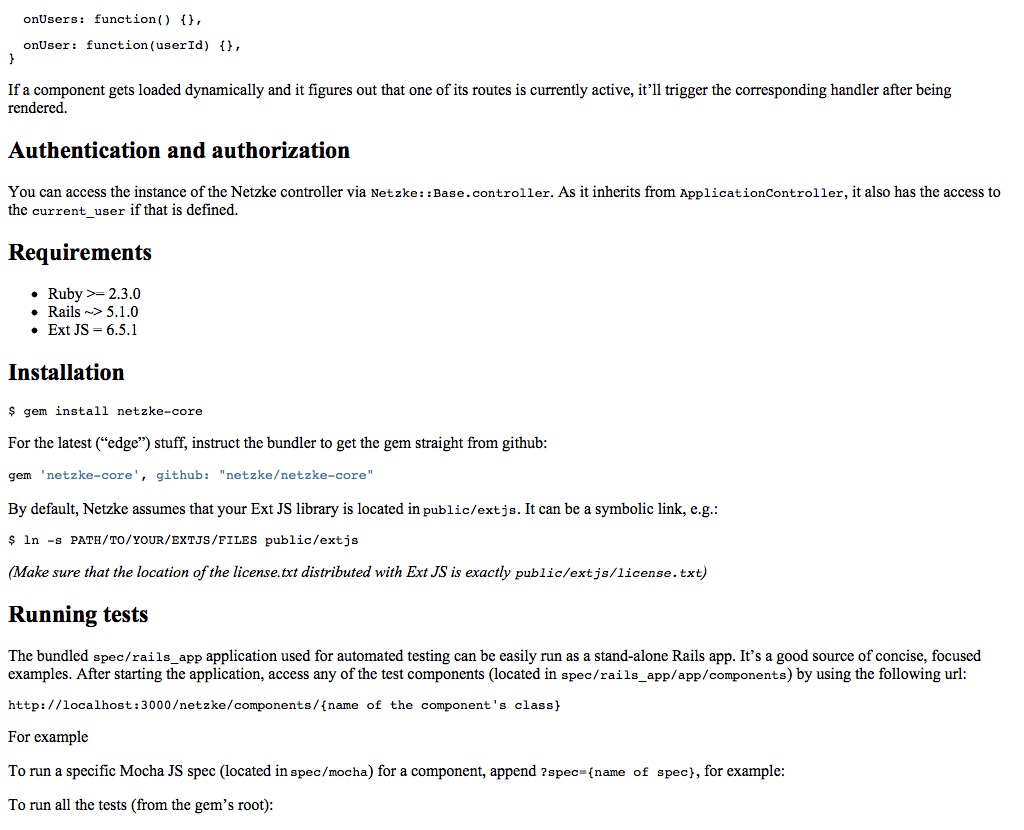 onUsers: function() {},
onUser: function(userId) {},
}
If a component gets loaded dynamically and it figures out that one of its routes is currently active, it’ll trigger the corresponding handler after being
rendered.
Authentication and authorization
You can access the instance of the Netzke controller via Netzke::Base.controller. As it inherits from ApplicationController, it also has the access to
the current_user if that is defined.
Requirements
• Ruby >= 2.3.0
• Rails ~> 5.1.0
• Ext JS = 6.5.1
Installation
$ gem install netzke-core
For the latest (“edge”) stuff, instruct the bundler to get the gem straight from github:
gem 'netzke-core', github: "netzke/netzke-core"
By default, Netzke assumes that your Ext JS library is located in public/extjs. It can be a symbolic link, e.g.:
$ ln -s PATH/TO/YOUR/EXTJS/FILES public/extjs
(Make sure that the location of the license.txt distributed with Ext JS is exactly public/extjs/license.txt)
Running tests
The bundled spec/rails_app application used for automated testing can be easily run as a stand-alone Rails app. It’s a good source of concise, focused
examples. After starting the application, access any of the test components (located in spec/rails_app/app/components) by using the following url:
http://localhost:3000/netzke/components/{name of the component's class}
For example
To run a specific Mocha JS spec (located in spec/mocha) for a component, append ?spec={name of spec}, for example:
To run all the tests (from the gem’s root):